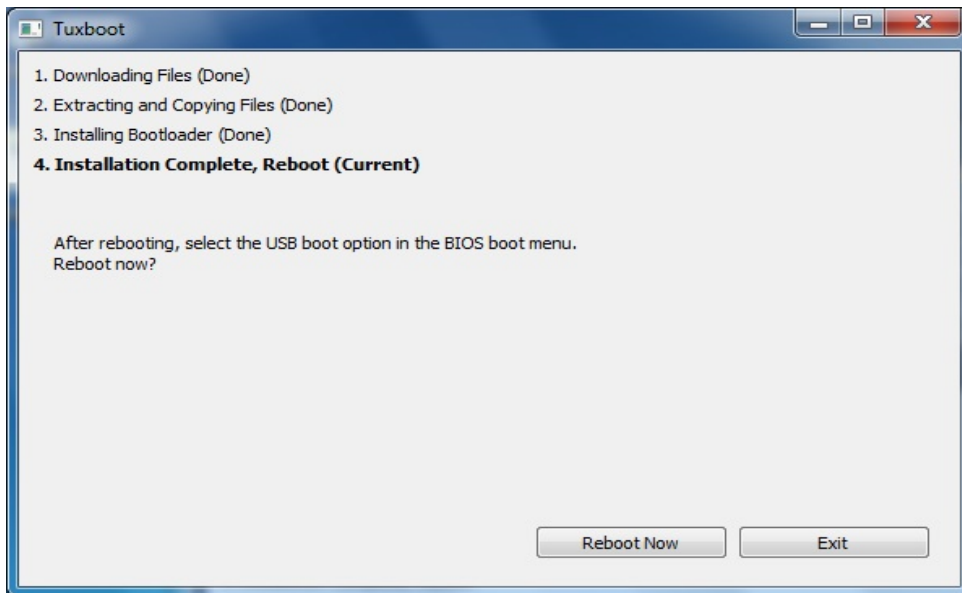 Tuxboot
1. Downloading Files (Done)
2. Extracting and Copying Files (Done)
3. Installing Bootloader (Done)
4. Installation Complete, Reboot (Current)
After rebooting, select the USB boot option in the BIOS boot menu.
Reboot now?
Reboot Now
Exit